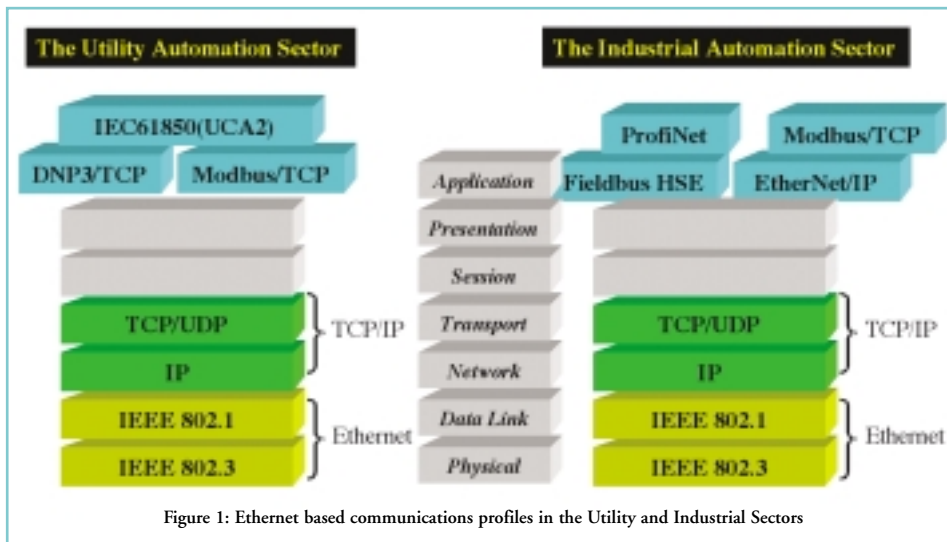 The Utility Automation Sector
The Industrial Automation Sector
IEC61850(UCA2)
DNP3/TCP
Modbus/TCP
TCP/UDP
IP
TCP/IP
IEEE 802.1
IEEE 802.3
Ethernet
Application
Presentation
Session
Transport
Network
Data Link
Physical
ProfiNet
Modbus/TCP
Fieldbus HSE
EtherNet/IP
TCP/UDP
IP
TCP/IP
IEEE 802.1
IEEE 802.3
Ethernet
Figure 1: Ethernet based communications profiles in the Utility and Industrial Sectors